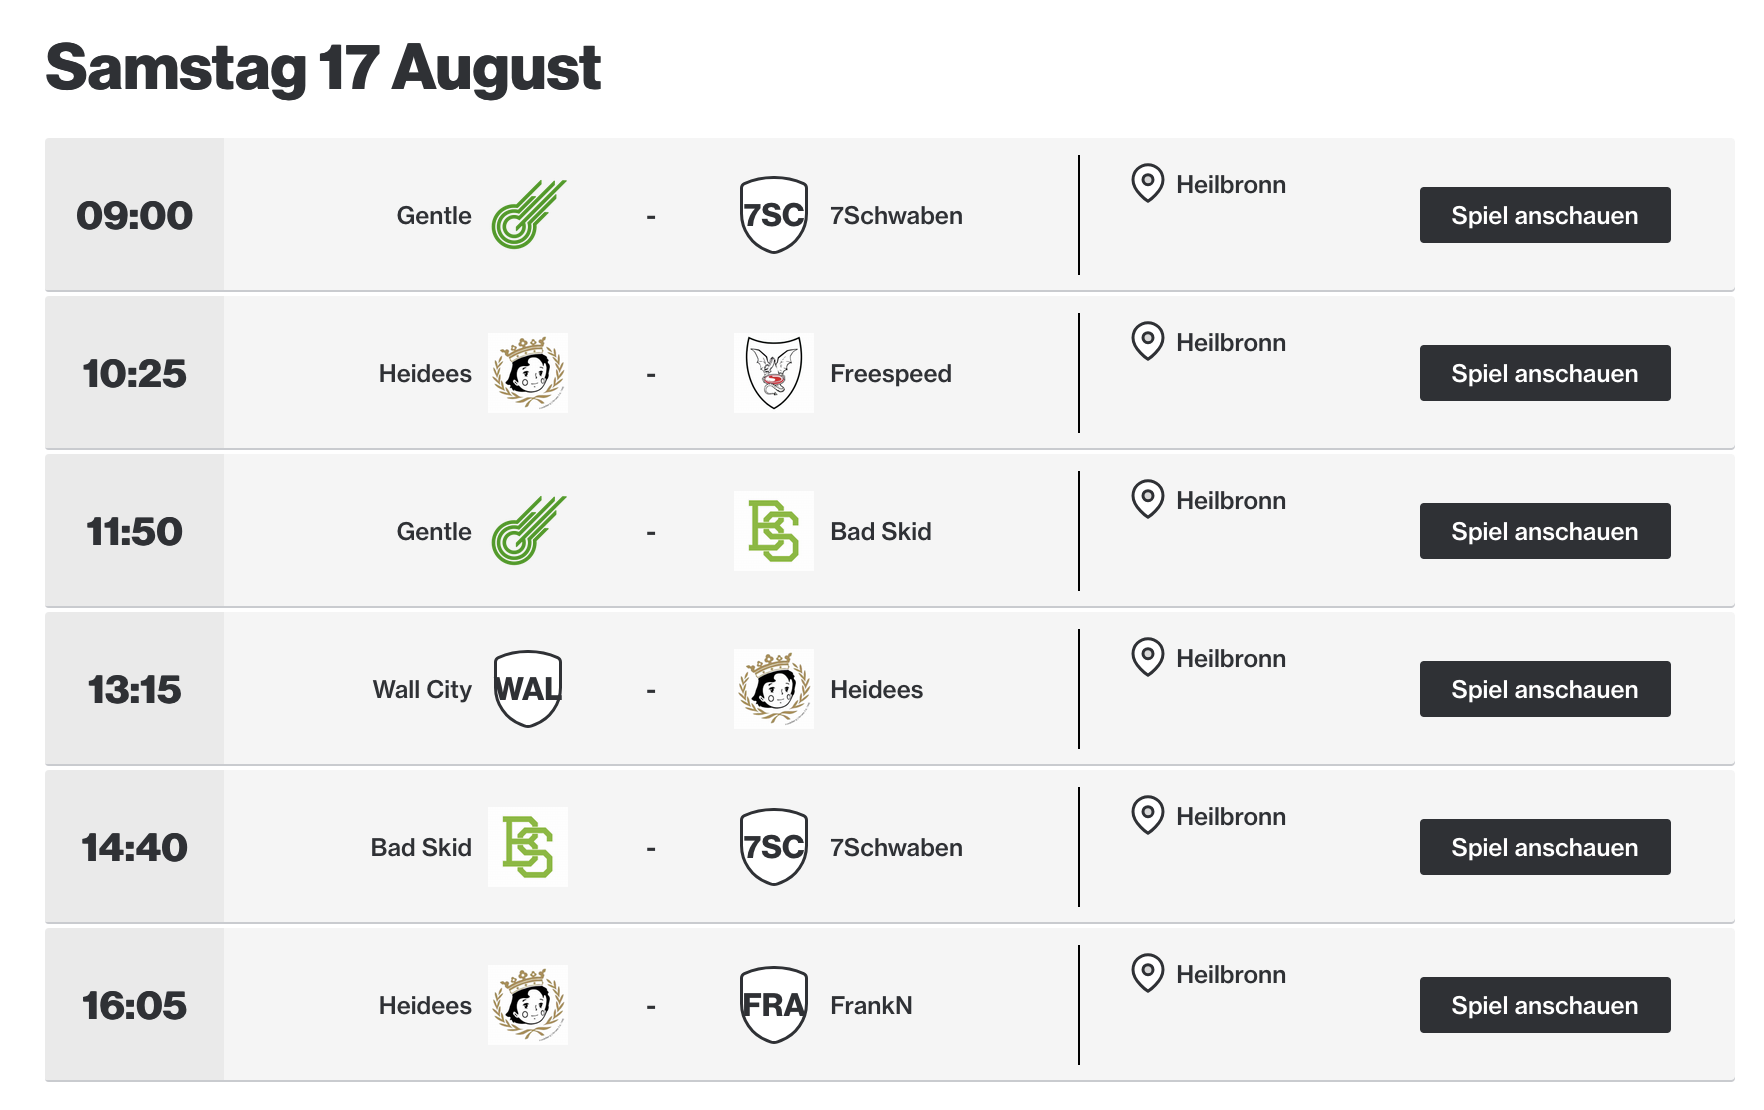 Samstag 17 August
09:00 Gentle - 7SC 7Schwaben Heilbronn Spiel anschauen
10:25 Heidees - Freespeed Heilbronn Spiel anschauen
11:50 Gentle - BS Bad Skid Heilbronn Spiel anschauen
13:15 Wall City WAL - Heidees Heilbronn Spiel anschauen
14:40 Bad Skid BS - 7SC 7Schwaben Heilbronn Spiel anschauen
16:05 Heidees - FRA FrankN Heilbronn Spiel anschauen